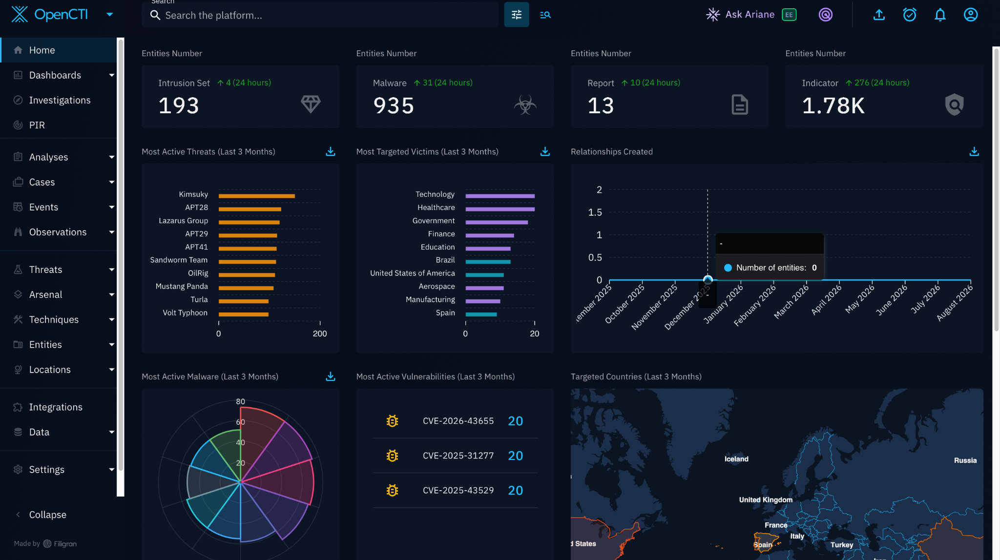 OpenCTI
Search
Search the platform...
Ask Ariane
EE
Home
Dashboards
Investigations
PIR
Analyses
Cases
Events
Observations
Threats
Arsenal
Techniques
Entities
Locations
Integrations
Data
Settings
Collapse
Made by Filigran
Entities Number
Intrusion Set 4 (24 hours)
193
Entities Number
Malware 31 (24 hours)
935
Entities Number
Report 10 (24 hours)
13
Entities Number
Indicator 276 (24 hours)
1.78K
Most Active Threats (Last 3 Months)
Kimsuky
APT28
Lazarus Group
APT29
APT41
Sandworm Team
OilRig
Mustang Panda
Turla
Volt Typhoon
0 200
Most Targeted Victims (Last 3 Months)
Technology
Healthcare
Government
Finance
Education
Brazil
United States of America
Aerospace
Manufacturing
Spain
0 20
Relationships Created
2
1.5
1
0.5
0
-
Number of entities: 0
-
tember 2025
October 2025
November 2025
December 2025
January 2026
February 2026
March 2026
April 2026
May 2026
June 2026
July 2026
August 2026
Most Active Malware (Last 3 Months)
80
60
40
20
Most Active Vulnerabilities (Last 3 Months)
CVE-2026-43655 20
CVE-2025-31277 20
CVE-2025-43529 20
Targeted Countries (Last 3 Months)
Iceland
Russia
United Kingdom
France
Italy
d States
Spain
Turkey